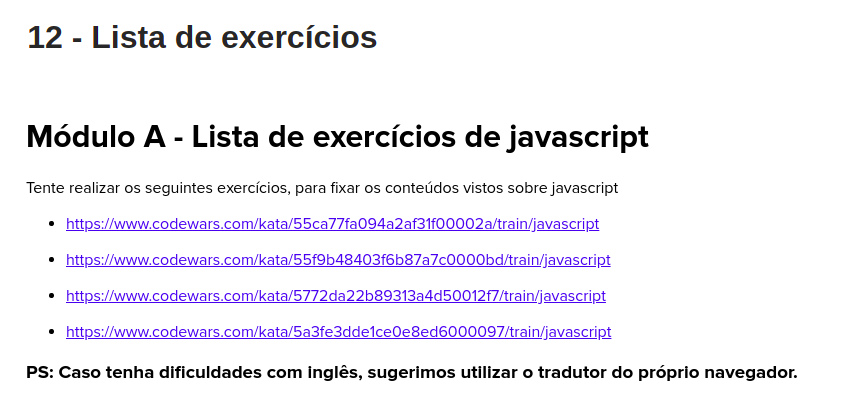 12 - Lista de exercícios
Módulo A - Lista de exercícios de javascript
Tente realizar os seguintes exercícios, para fixar os conteúdos vistos sobre javascript
https://www.codewars.com/kata/55ca77fa094a2af31f00002a/train/javascript
https://www.codewars.com/kata/55f9b48403f6b87a7c0000bd/train/javascript
https://www.codewars.com/kata/5772da22b89313a4d50012f7/train/javascript
https://www.codewars.com/kata/5a3fe3dde1ce0e8ed6000097/train/javascript
PS: Caso tenha dificuldades com inglês, sugerimos utilizar o tradutor do próprio navegador.